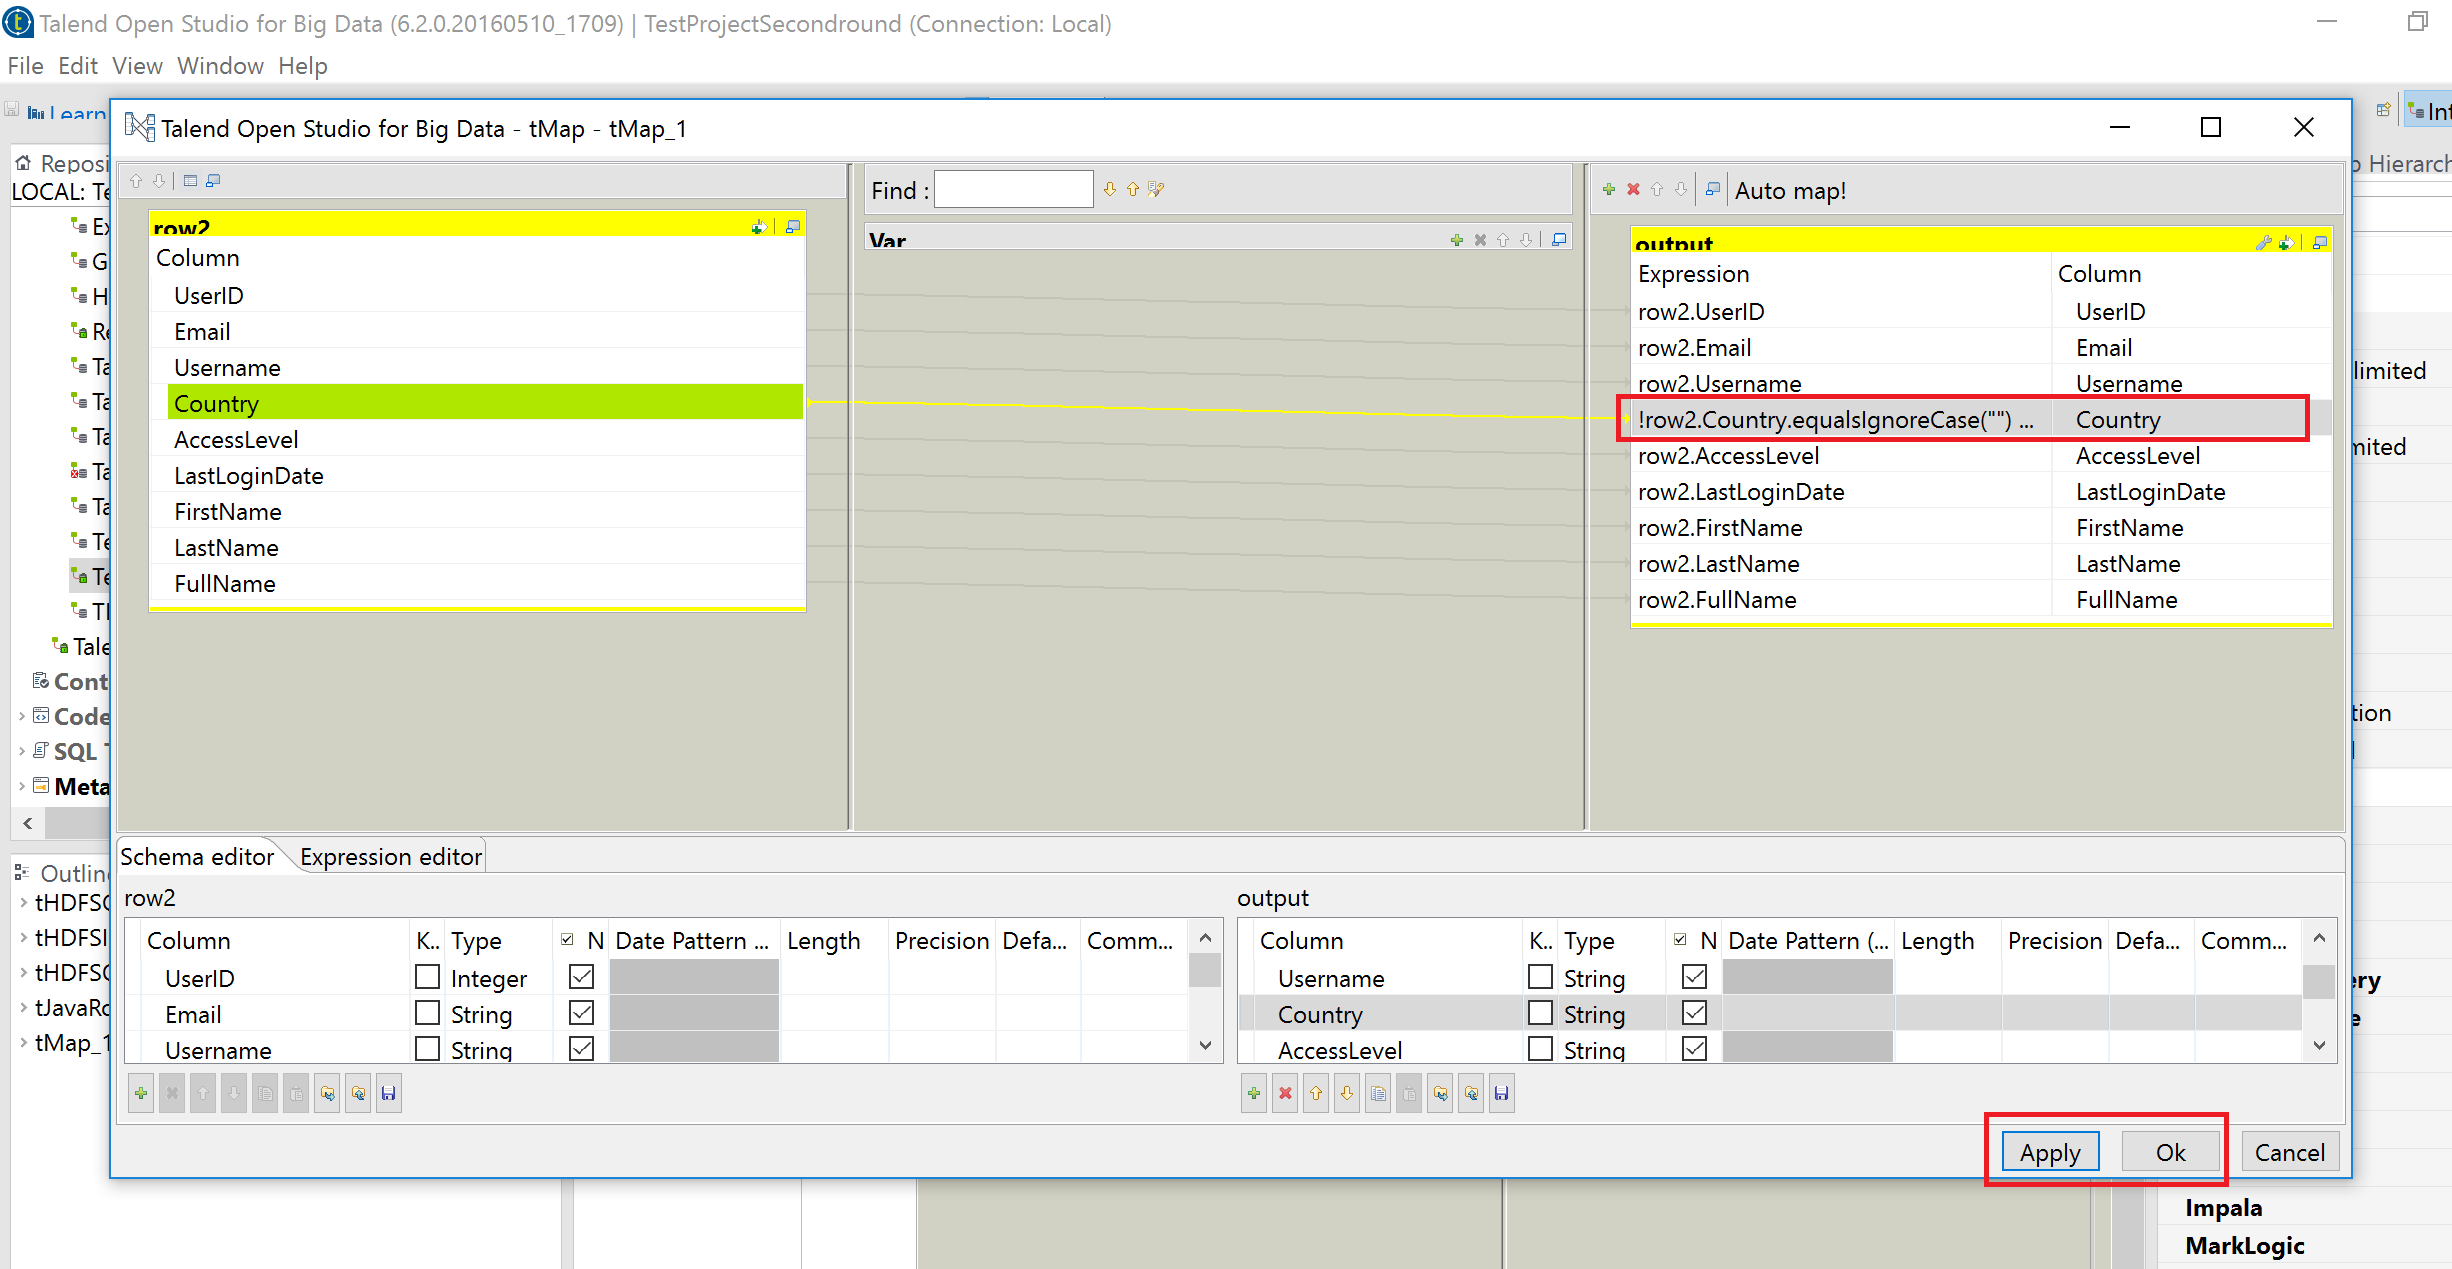 Talend Open Studio for Big Data (6.2.0.20160510_1709) | TestProjectSecondround (Connection: Local)
File Edit View Window Help
Learn
Talend Open Studio for Big Data - tMap - tMap_1
Int
Reposi
Hierarch
LOCAL: Te
Find :
Auto map!
row2
Var
output
Column
Expression Column
UserID
row2.UserID UserID
Email
row2.Email Email
Username
row2.Username Username
Country
!row2.Country.equalsIgnoreCase("") ... Country
AccessLevel
row2.AccessLevel AccessLevel
LastLoginDate
row2.LastLoginDate LastLoginDate
FirstName
row2.FirstName FirstName
LastName
row2.LastName LastName
FullName
row2.FullName FullName
Ex
G
H
Re
Ta
Ta
Ta
Ta
Ta
Te
Te
Tale
Cont
Code
SQL T
Meta
limited
mited
tion
Schema editor Expression editor
Outlin
tHDFSC
tHDFSI
tHDFSC
tJavaRo
tMap_1
row2
output
Column K.. Type N Date Pattern ... Length Precision Defa... Comm...
UserID Integer
Email String
Username String
Column K.. Type N Date Pattern (... Length Precision Defa... Comm...
Username String
Country String
AccessLevel String
ery
e
Apply Ok Cancel
Impala
MarkLogic